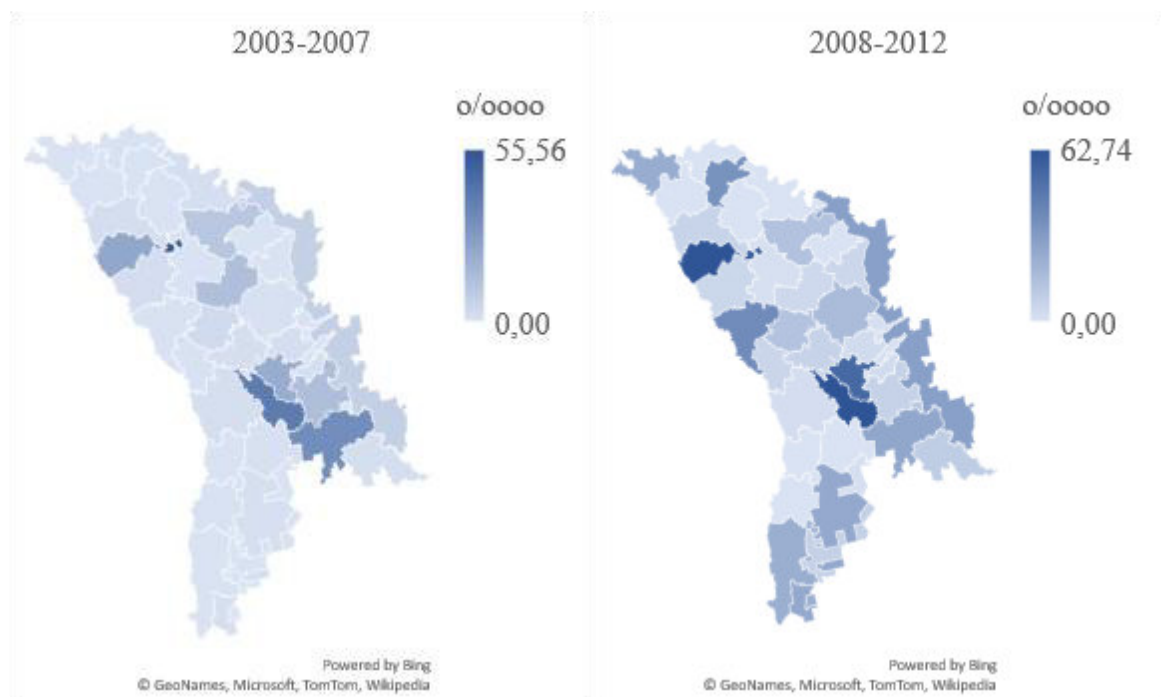 2003-2007
o/oooo
55,56
0,00
Powered by Bing
© GeoNames, Microsoft, TomTom, Wikipedia
2008-2012
o/oooo
62,74
0,00
Powered by Bing
© GeoNames, Microsoft, TomTom, Wikipedia